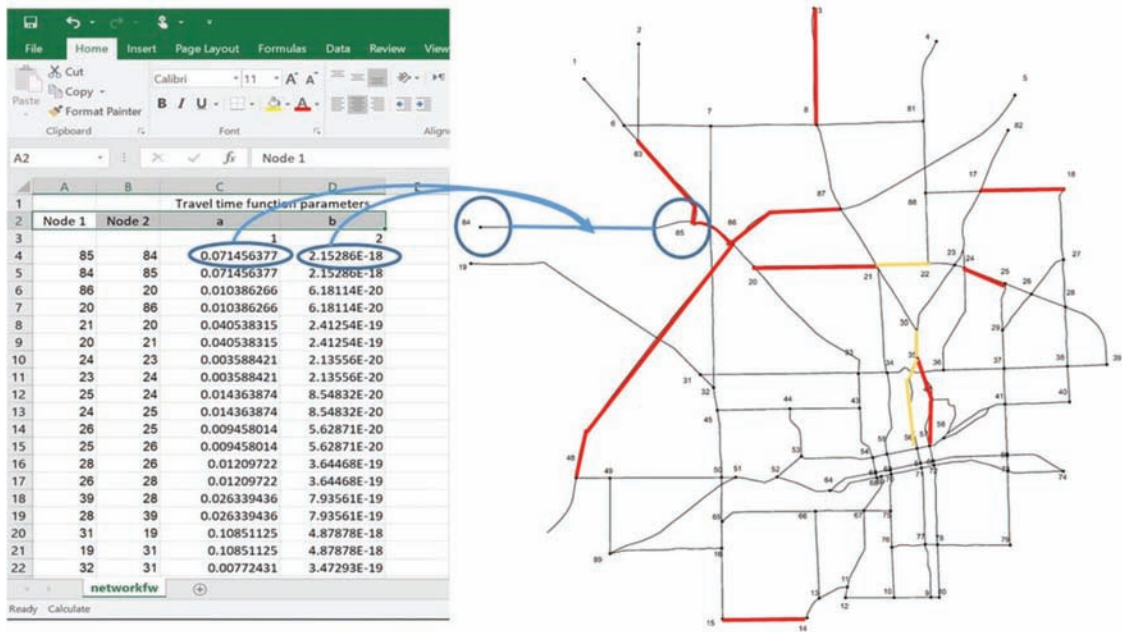 File Home Insert Page Layout Formulas Data Review View
Cut
Copy
Format Painter
Paste
Clipboard
Calibri 11
B I U
Font
Align
A2 fx Node 1
A B C D E
1 Travel time function parameters
2 Node 1 Node 2 a b
3 1 2
4 85 84 0.071456377 2.15286E-18
5 84 85 0.071456377 2.15286E-18
6 86 20 0.010386266 6.18114E-20
7 20 86 0.010386266 6.18114E-20
8 21 20 0.040538315 2.41254E-19
9 20 21 0.040538315 2.41254E-19
10 24 23 0.003588421 2.13556E-20
11 23 24 0.003588421 2.13556E-20
12 25 24 0.014363874 8.54832E-20
13 24 25 0.014363874 8.54832E-20
14 26 25 0.009458014 5.62871E-20
15 25 26 0.009458014 5.62871E-20
16 28 26 0.01209722 3.64468E-19
17 26 28 0.01209722 3.64468E-19
18 39 28 0.026339436 7.93561E-19
19 28 39 0.026339436 7.93561E-19
20 31 19 0.10851125 4.87878E-18
21 19 31 0.10851125 4.87878E-18
22 32 31 0.00772431 3.47293E-19
networkfw
Ready Calculate
3
2
4
1
5
81
7
8
6
82
83
17
18
87
88
84
85
86
19
20
21
22
23
24
25
26
27
28
29
33
34
36
37
38
39
31
32
40
41
43
44
45
48
49
50
51
52
53
54
55
56
58
64
65
66
67
71
72
74
75
76
77
78
79
89
16
11
12
13
10
9
15
14